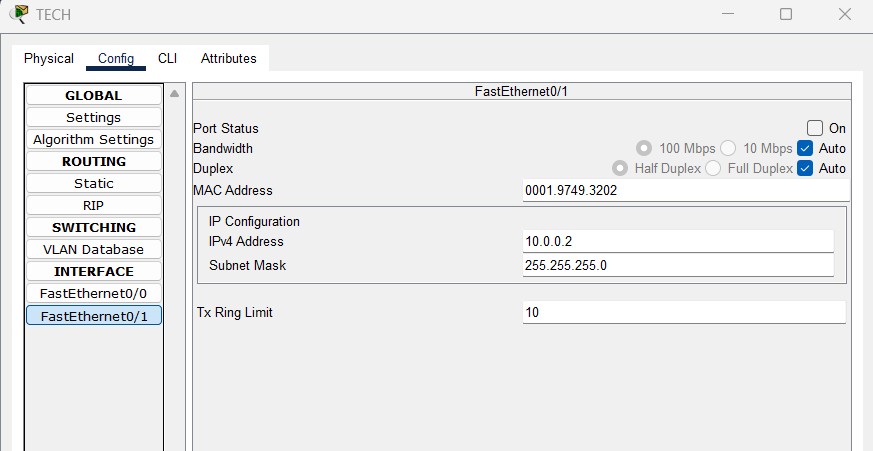 TECH
Physical Config CLI Attributes
GLOBAL
Settings
Algorithm Settings
ROUTING
Static
RIP
SWITCHING
VLAN Database
INTERFACE
FastEthernet0/0
FastEthernet0/1
FastEthernet0/1
Port Status On
Bandwidth 100 Mbps 10 Mbps Auto
Duplex Half Duplex Full Duplex Auto
MAC Address 0001.9749.3202
IP Configuration
IPv4 Address 10.0.0.2
Subnet Mask 255.255.255.0
Tx Ring Limit 10